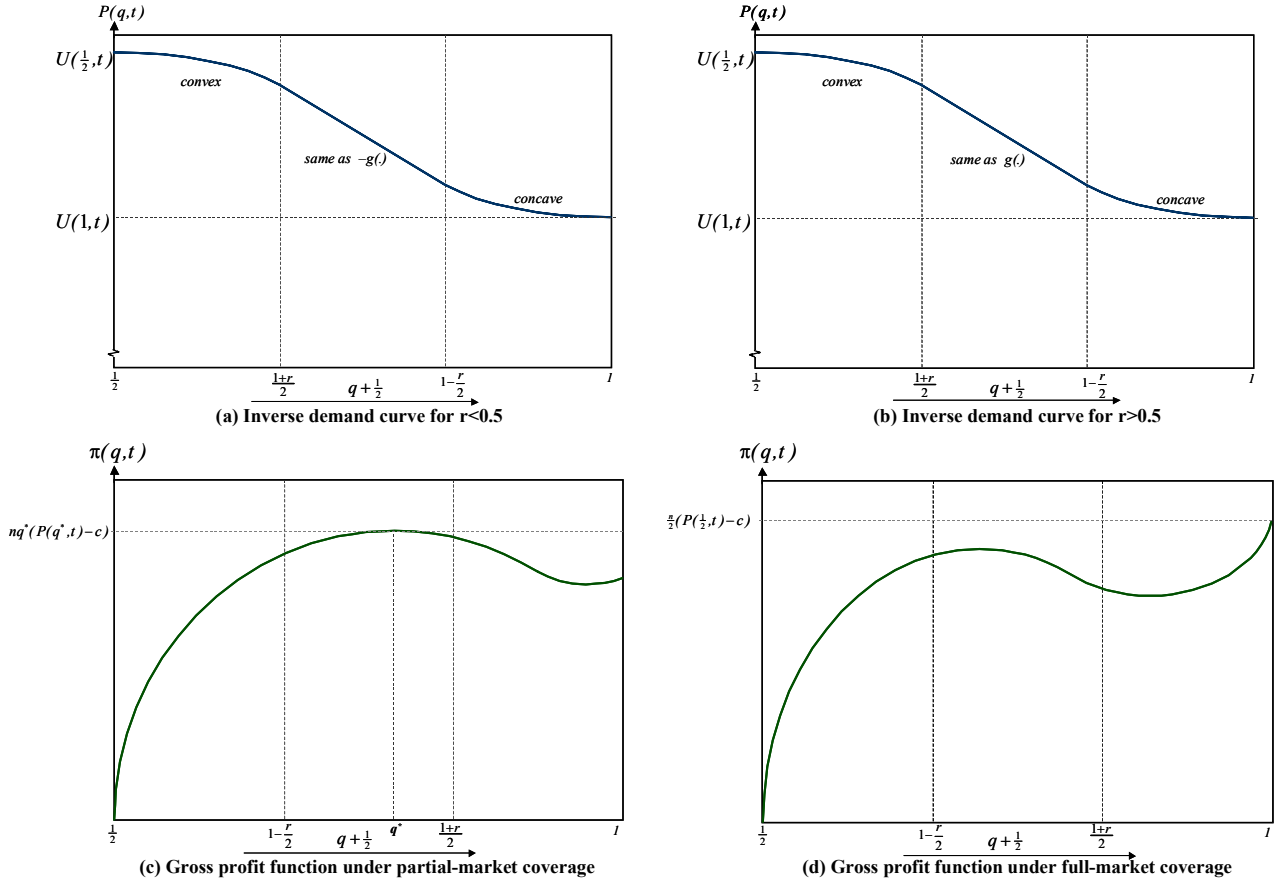 P(q,t)
U(½,t)
convex
same as −g(.)
concave
U(1,t)
½
(1+r)/2
q+½
1−r/2
1
(a) Inverse demand curve for r<0.5
P(q,t)
U(½,t)
convex
same as g(.)
concave
U(1,t)
½
(1+r)/2
q+½
1−r/2
1
(b) Inverse demand curve for r>0.5
π(q,t)
nq*(P(q*,t)−c)
½
1−r/2
q+½
q*
(1+r)/2
1
(c) Gross profit function under partial-market coverage
π(q,t)
n/2(P(½,t)−c)
½
1−r/2
q+½
(1+r)/2
1
(d) Gross profit function under full-market coverage